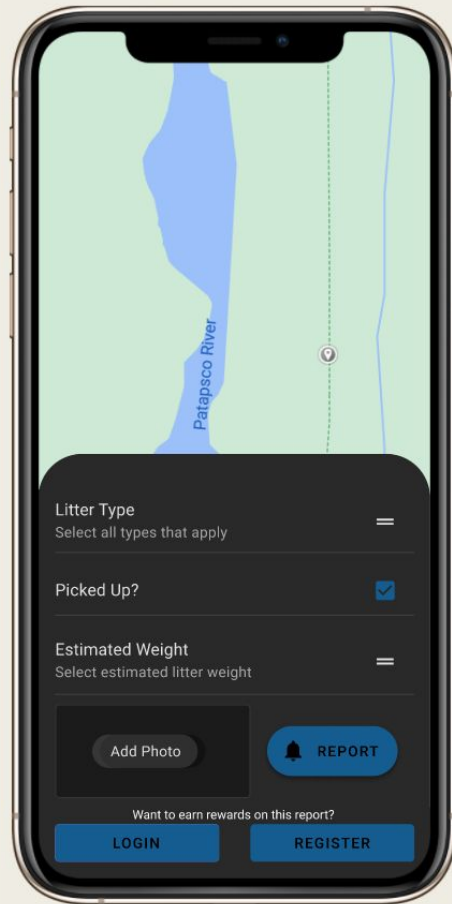 Patapsco River
Litter Type
Select all types that apply
Picked Up?
Estimated Weight
Select estimated litter weight
Add Photo
REPORT
Want to earn rewards on this report?
LOGIN
REGISTER